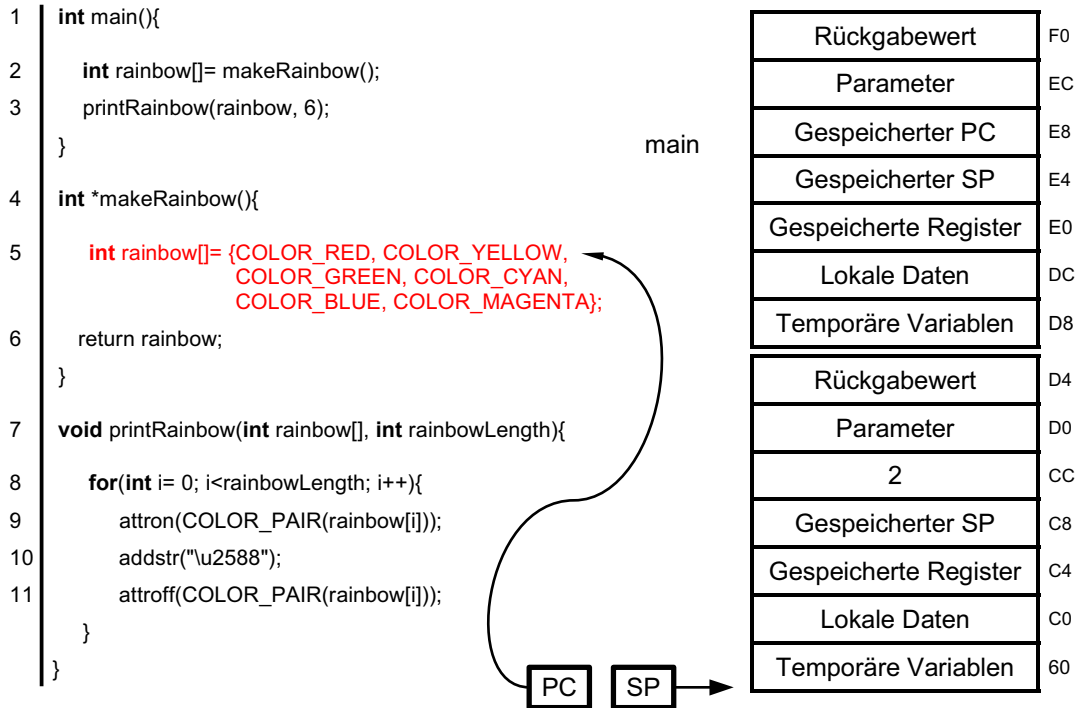 1 int main(){
2 int rainbow[]= makeRainbow();
3 printRainbow(rainbow, 6);
}
4 int *makeRainbow(){
5 int rainbow[]= {COLOR_RED, COLOR_YELLOW,
COLOR_GREEN, COLOR_CYAN,
COLOR_BLUE, COLOR_MAGENTA};
6 return rainbow;
}
7 void printRainbow(int rainbow[], int rainbowLength){
8 for(int i= 0; i<rainbowLength; i++){
9 attron(COLOR_PAIR(rainbow[i]));
10 addstr("\u2588");
11 attroff(COLOR_PAIR(rainbow[i]));
}
}
PC SP
main
Rückgabewert F0
Parameter EC
Gespeicherter PC E8
Gespeicherter SP E4
Gespeicherte Register E0
Lokale Daten DC
Temporäre Variablen D8
Rückgabewert D4
Parameter D0
2 CC
Gespeicherter SP C8
Gespeicherte Register C4
Lokale Daten C0
Temporäre Variablen 60